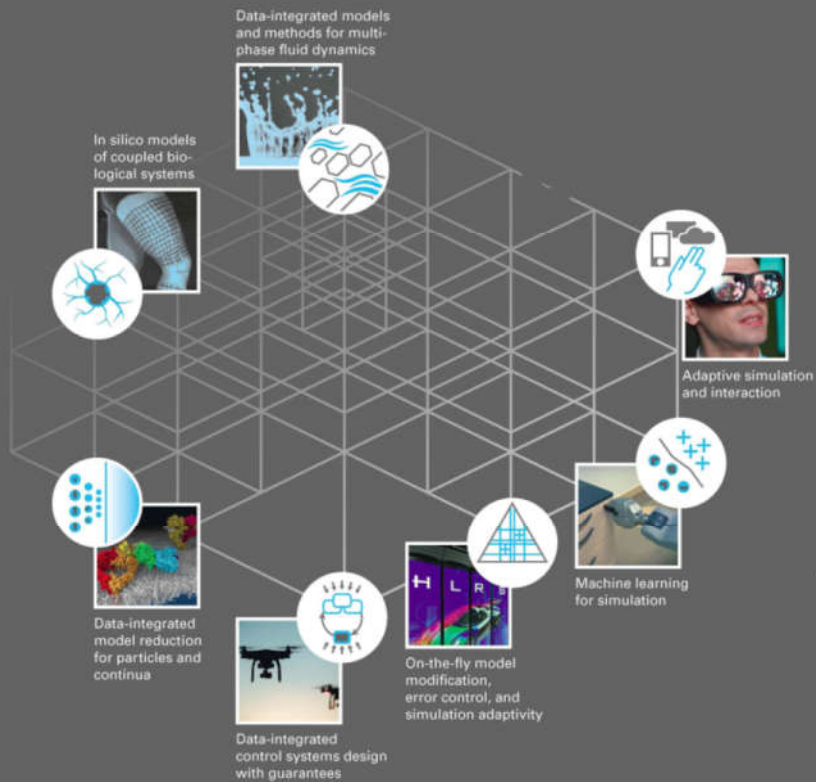 Data-integrated models
and methods for multi-
phase fluid dynamics
In silico models
of coupled bio-
logical systems
Adaptive simulation
and interaction
Machine learning
for simulation
H L R S
On-the-fly model
modification,
error control, and
simulation adaptivity
Data-integrated
model reduction
for particles and
continua
Data-integrated
control systems design
with guarantees